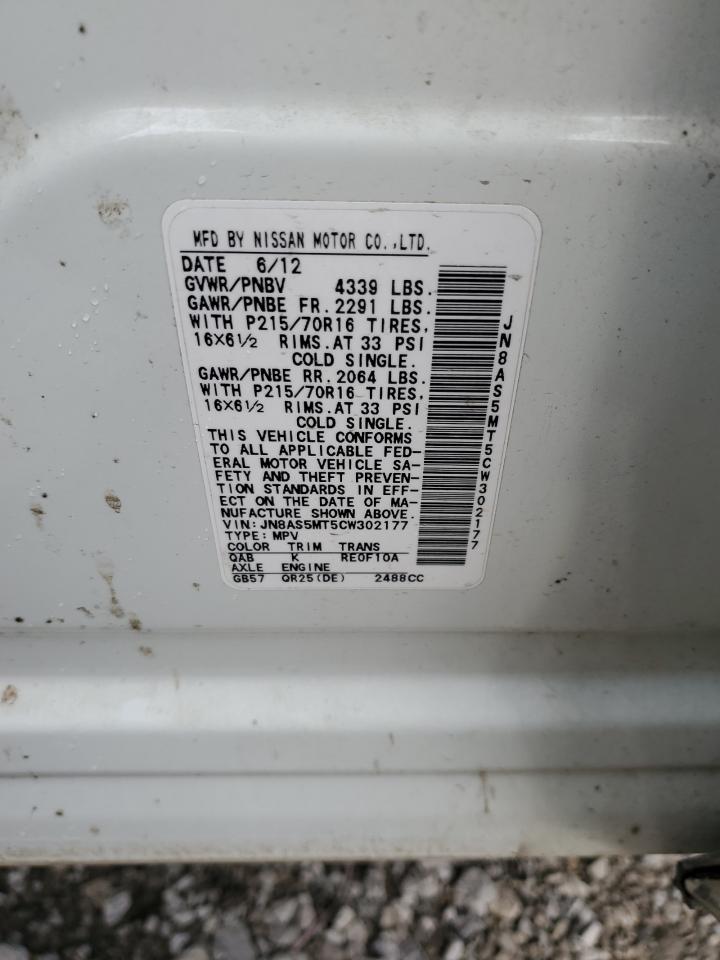 MFD BY NISSAN MOTOR CO.,LTD.
DATE 6/12
GVWR/PNBV 4339 LBS.
GAWR/PNBE FR. 2291 LBS.
WITH P215/70R16 TIRES,
16X6½ RIMS.AT 33 PSI
COLD SINGLE.
GAWR/PNBE RR. 2064 LBS.
WITH P215/70R16 TIRES,
16X6½ RIMS.AT 33 PSI
COLD SINGLE.
THIS VEHICLE CONFORMS
TO ALL APPLICABLE FED-
ERAL MOTOR VEHICLE SA-
FETY AND THEFT PREVEN-
TION STANDARDS IN EFF-
ECT ON THE DATE OF MA-
NUFACTURE SHOWN ABOVE.
VIN: JN8AS5MT5CW302177
TYPE: MPV
COLOR TRIM TRANS
QAB K RE0F10A
AXLE ENGINE
GB57 QR25(DE) 2488CC
JN8AS5MT5CW302177